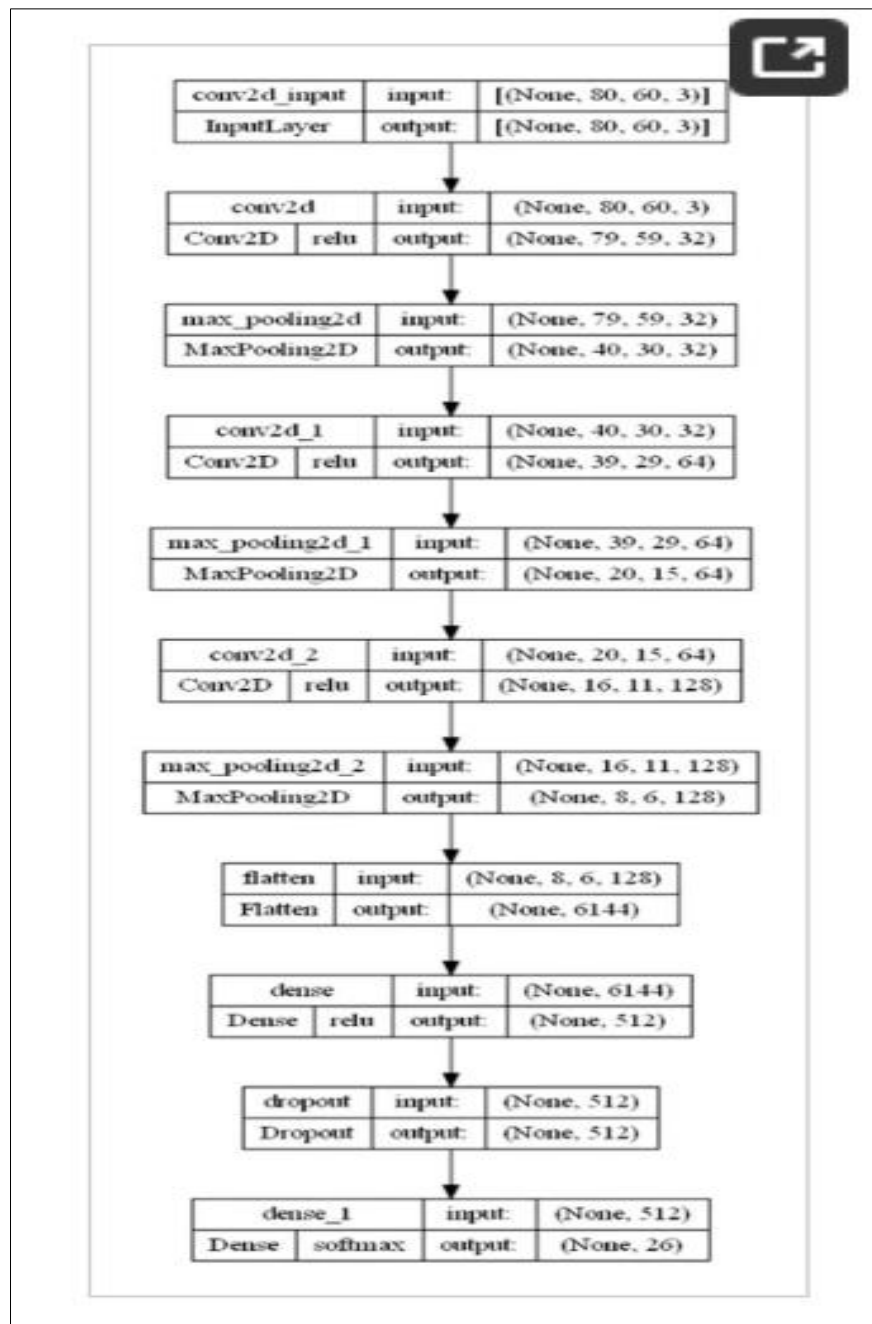 conv2d_input input: [(None, 80, 60, 3)]
InputLayer output: [(None, 80, 60, 3)]
conv2d input: (None, 80, 60, 3)
Conv2D relu output: (None, 79, 59, 32)
max_pooling2d input: (None, 79, 59, 32)
MaxPooling2D output: (None, 40, 30, 32)
conv2d_1 input: (None, 40, 30, 32)
Conv2D relu output: (None, 39, 29, 64)
max_pooling2d_1 input: (None, 39, 29, 64)
MaxPooling2D output: (None, 20, 15, 64)
conv2d_2 input: (None, 20, 15, 64)
Conv2D relu output: (None, 16, 11, 128)
max_pooling2d_2 input: (None, 16, 11, 128)
MaxPooling2D output: (None, 8, 6, 128)
flatten input: (None, 8, 6, 128)
Flatten output: (None, 6144)
dense input: (None, 6144)
Dense relu output: (None, 512)
dropout input: (None, 512)
Dropout output: (None, 512)
dense_1 input: (None, 512)
Dense softmax output: (None, 26)